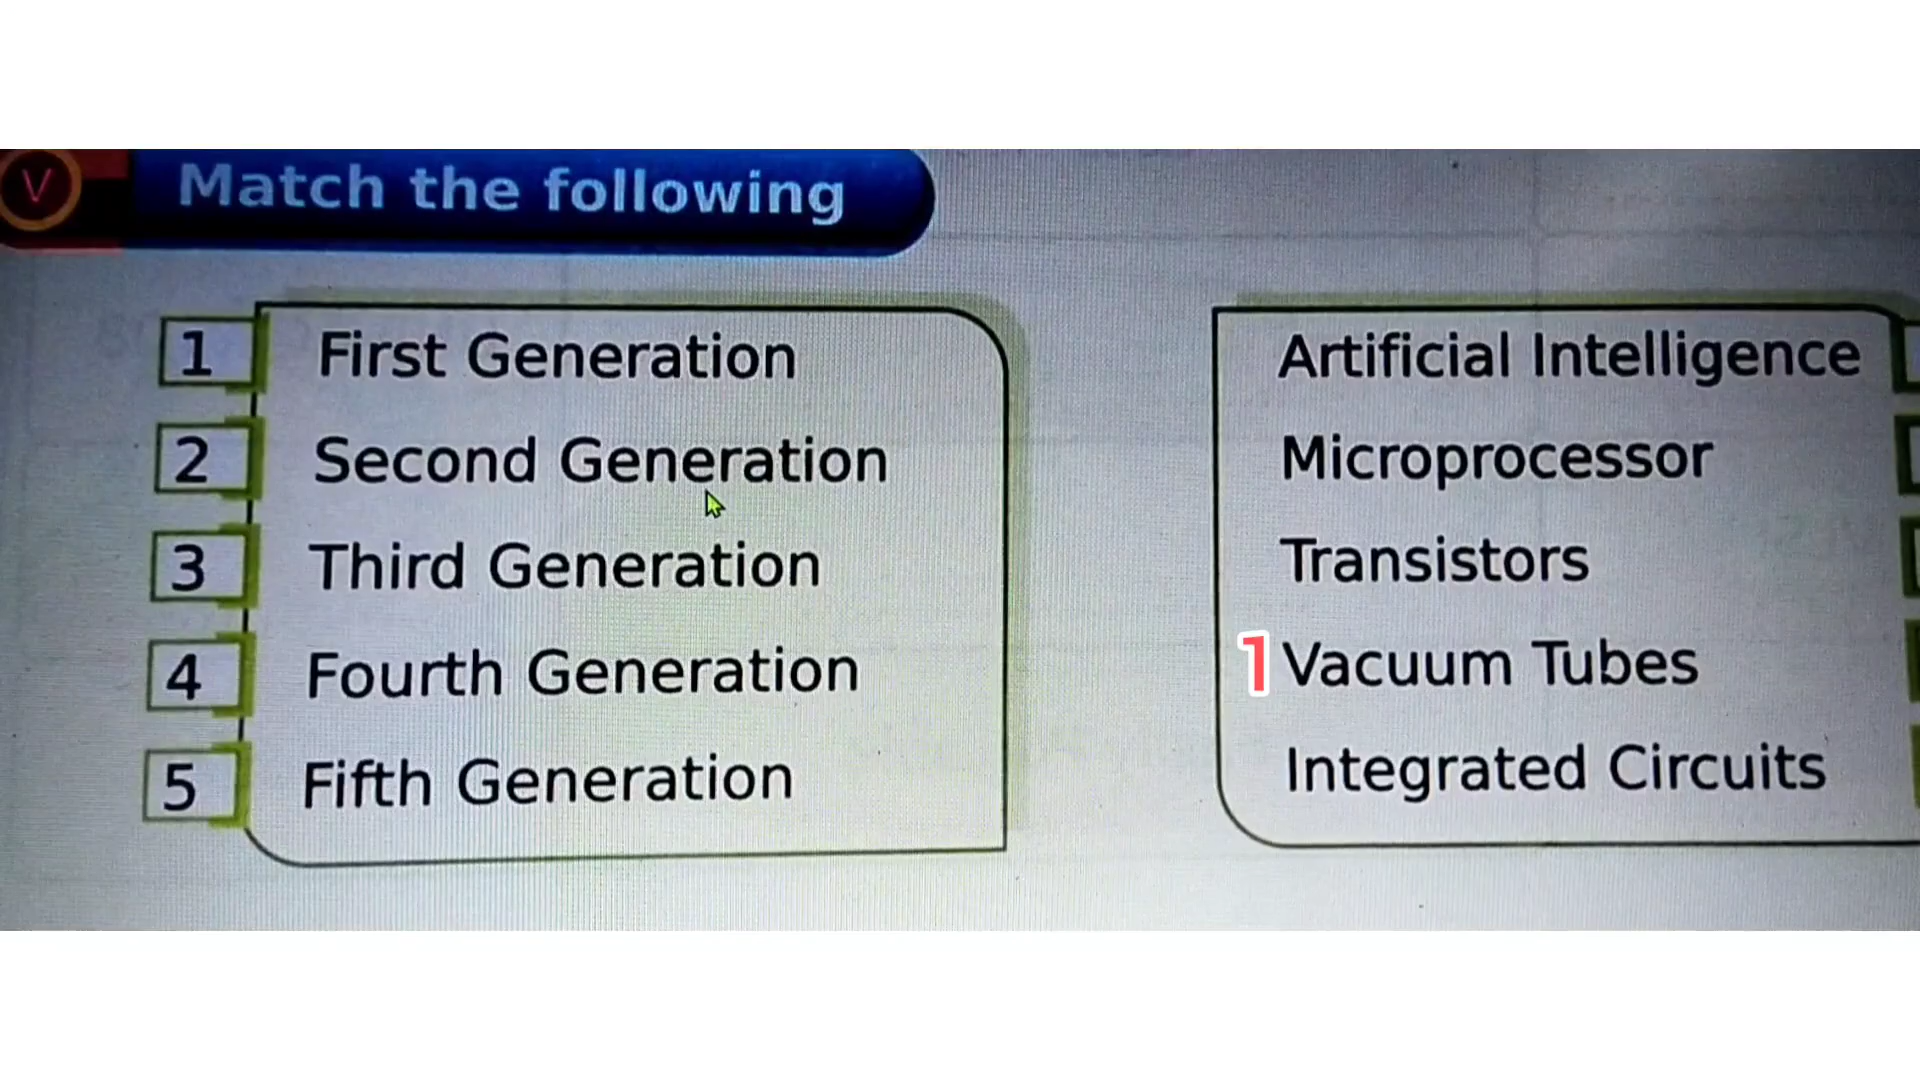 V Match the following
1 First Generation
2 Second Generation
3 Third Generation
4 Fourth Generation
5 Fifth Generation
Artificial Intelligence
Microprocessor
Transistors
1 Vacuum Tubes
Integrated Circuits